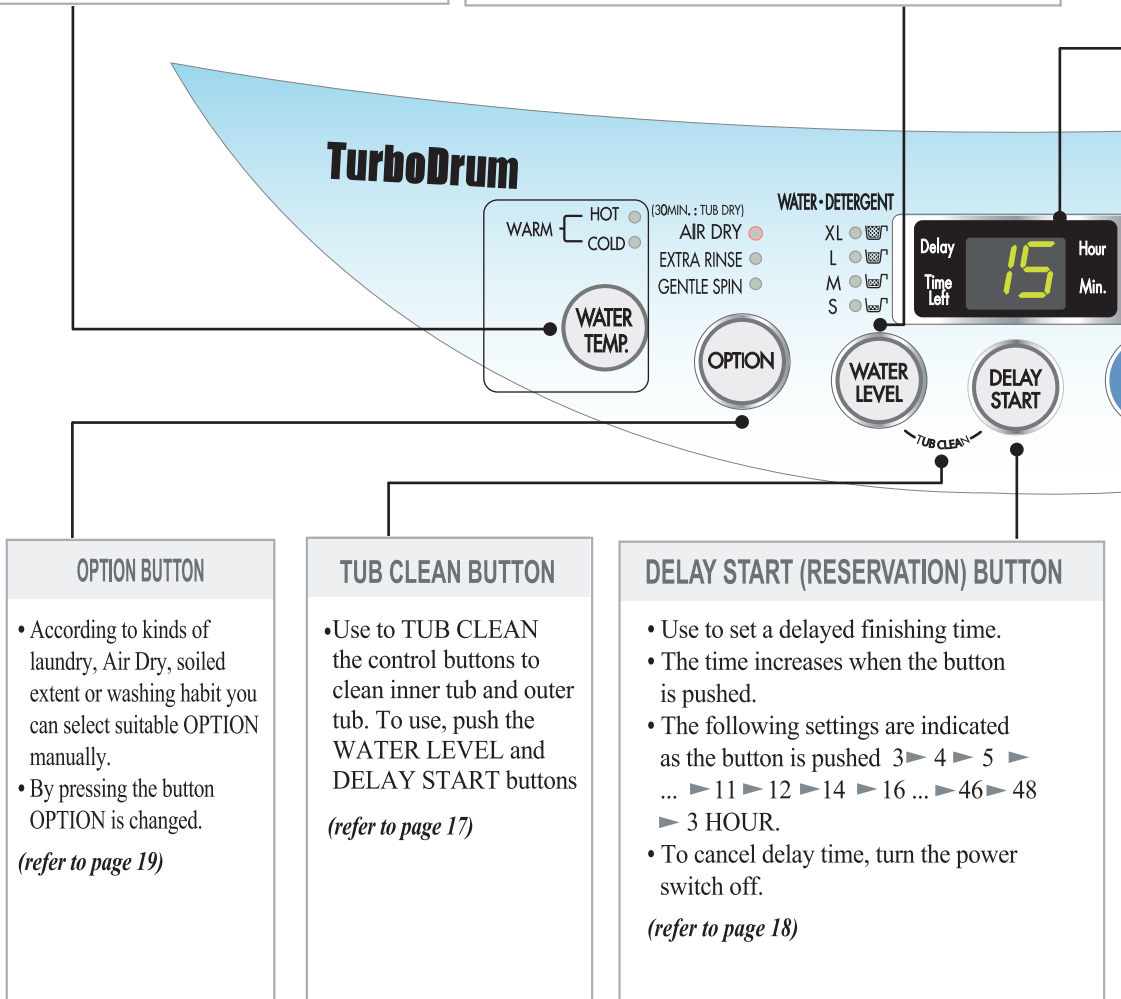 TurboDrum
WARM
HOT
COLD
WATER
TEMP.
(30MIN. : TUB DRY)
AIR DRY
EXTRA RINSE
GENTLE SPIN
OPTION
WATER•DETERGENT
XL
L
M
S
WATER
LEVEL
Delay
Time
Left
15
Hour
Min.
DELAY
START
TUB CLEAN
OPTION BUTTON
• According to kinds of
laundry, Air Dry, soiled
extent or washing habit you
can select suitable OPTION
manually.
• By pressing the button
OPTION is changed.
(refer to page 19)
TUB CLEAN BUTTON
•Use to TUB CLEAN
the control buttons to
clean inner tub and outer
tub. To use, push the
WATER LEVEL and
DELAY START buttons
(refer to page 17)
DELAY START (RESERVATION) BUTTON
• Use to set a delayed finishing time.
• The time increases when the button
is pushed.
• The following settings are indicated
as the button is pushed 3► 4 ► 5 ►
... ►11 ► 12 ►14 ► 16 ... ►46► 48
► 3 HOUR.
• To cancel delay time, turn the power
switch off.
(refer to page 18)